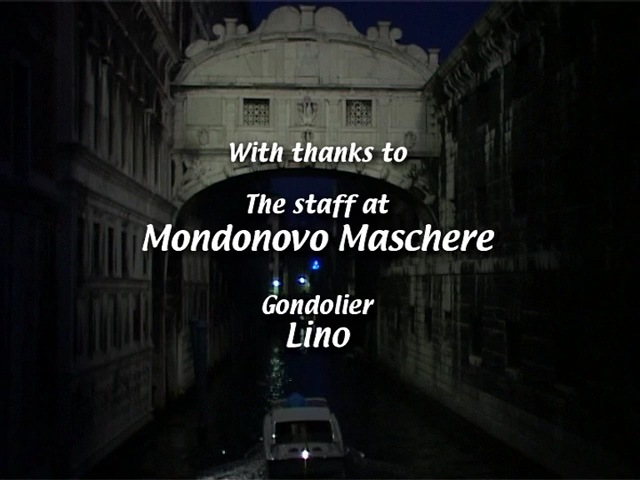 With thanks to
The staff at
Mondonovo Maschere
Gondolier
Lino